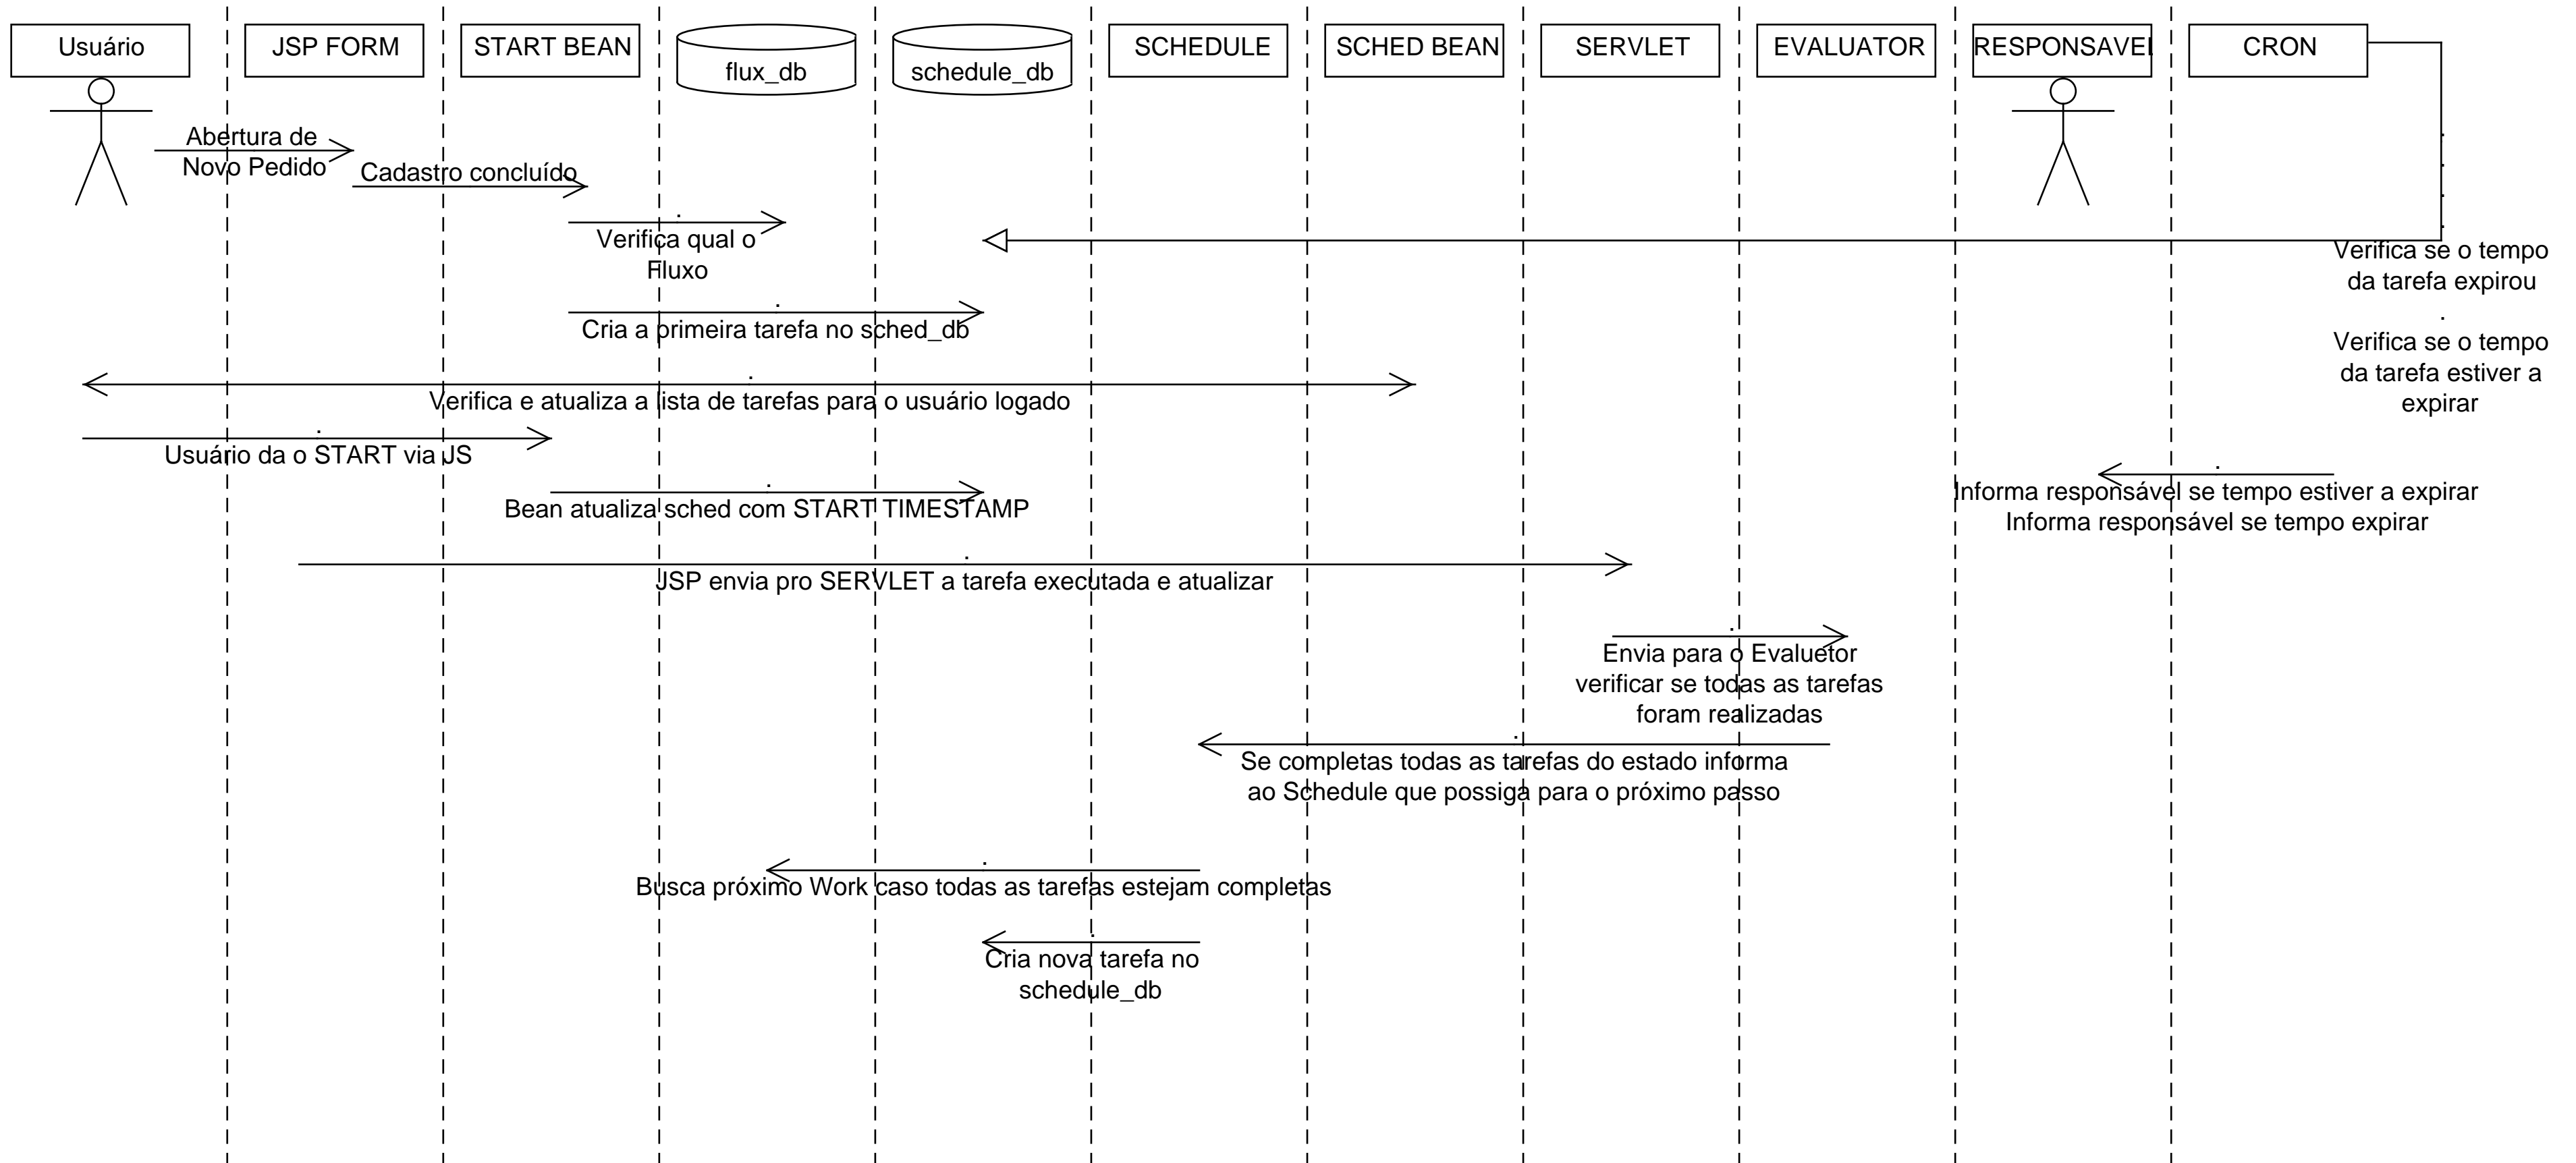 Usuário
JSP FORM
START BEAN
flux_db
schedule_db
SCHEDULE
SCHED BEAN
SERVLET
EVALUATOR
RESPONSAVEL
CRON
Abertura de
Novo Pedido
Cadastro concluído
Verifica qual o
Fluxo
Verifica se o tempo
da tarefa expirou
Cria a primeira tarefa no sched_db
Verifica se o tempo
da tarefa estiver a
expirar
Verifica e atualiza a lista de tarefas para o usuário logado
Usuário da o START via JS
Informa responsável se tempo estiver a expirar
Informa responsável se tempo expirar
Bean atualiza sched com START TIMESTAMP
JSP envia pro SERVLET a tarefa executada e atualizar
Envia para o Evaluetor
verificar se todas as tarefas
foram realizadas
Se completas todas as tarefas do estado informa
ao Schedule que possiga para o próximo passo
Busca próximo Work caso todas as tarefas estejam completas
Cria nova tarefa no
schedule_db